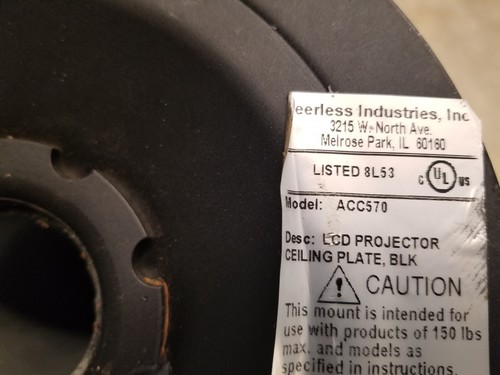 eerless Industries, Inc
3215 W. North Ave.
Melrose Park, IL 60160
LISTED 8L53
C UL US
Model: ACC570
Desc: LCD PROJECTOR
CEILING PLATE, BLK
CAUTION
This mount is intended for
use with products of 150 lbs
max. and models as
specified in instructions.